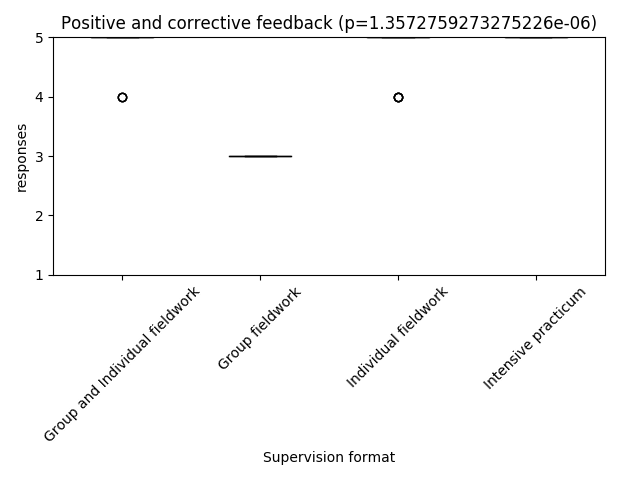 Positive and corrective feedback (p=1.3572759273275226e-06)
5
4
3
2
1
responses
Group and Individual fieldwork
Group fieldwork
Individual fieldwork
Intensive practicum
Supervision format